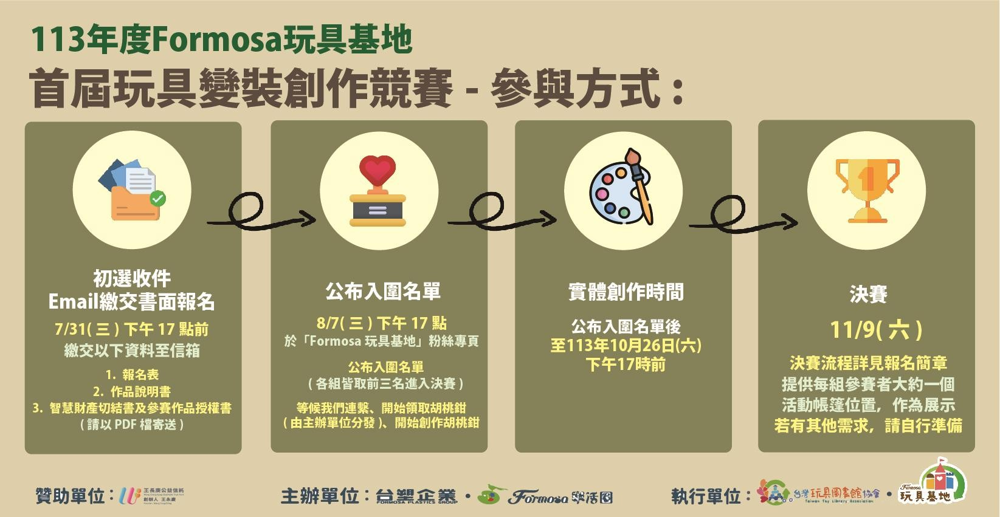 113年度Formosa玩具基地
首屆玩具變裝創作競賽 - 參與方式 :
初選收件
Email繳交書面報名
7/31( 三 ) 下午 17 點前
繳交以下資料至信箱
1. 報名表
2. 作品說明書
3. 智慧財產切結書及參賽作品授權書
( 請以 PDF 檔寄送 )
公布入圍名單
8/7( 三 ) 下午 17 點
於「Formosa 玩具基地」粉絲專頁
公布入圍名單
( 各組皆取前三名進入決賽 )
等候我們連繫、開始領取胡桃鉗
( 由主辦單位分發 )、開始創作胡桃鉗
實體創作時間
公布入圍名單後
至113年10月26日(六)
下午17時前
1
決賽
11/9( 六 )
決賽流程詳見報名簡章
提供每組參賽者大約一個
活動帳篷位置，作為展示
若有其他需求，請自行準備
贊助單位：
王長庚公益信託
創辦人 王永慶
主辦單位：台塑企業・Formosa 樂活圈
FORMOSA PLASTICS GROUP
執行單位：台灣玩具圖書館協會・
Taiwan Toy Library Association
Formosa
玩具基地